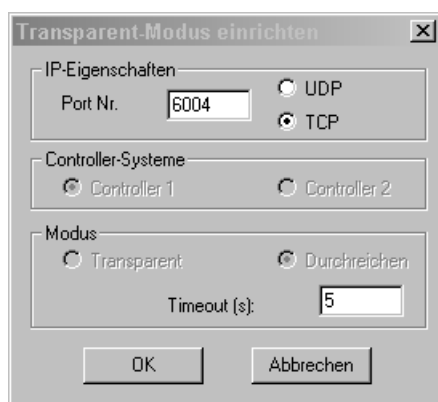 Transparent-Modus einrichten
IP-Eigenschaften
Port Nr. 6004 UDP
TCP
Controller-Systeme
Controller 1 Controller 2
Modus
Transparent Durchreichen
Timeout (s): 5
OK Abbrechen